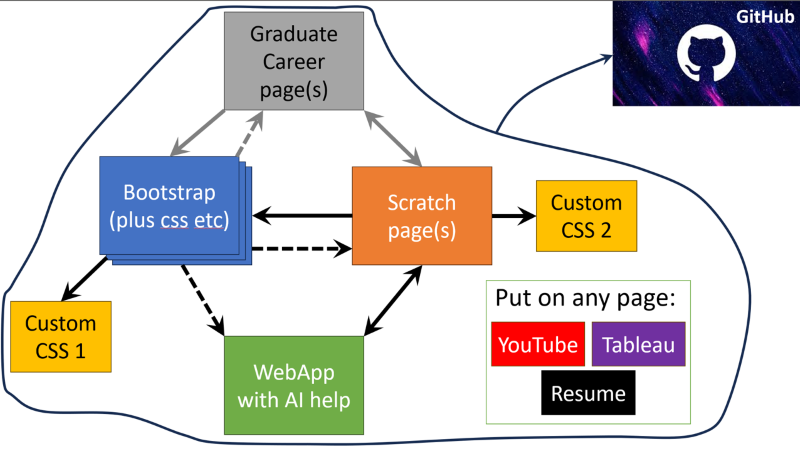 GitHub
Graduate
Career
page(s)
Bootstrap
(plus css etc)
Scratch
page(s)
Custom
CSS 2
Custom
CSS 1
WebApp
with AI help
Put on any page:
YouTube
Tableau
Resume